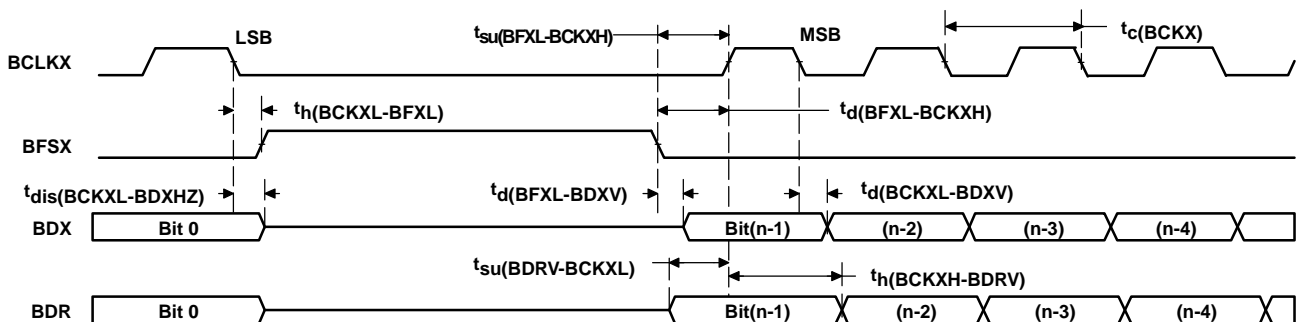 LSB
tsu(BFXL-BCKXH)
MSB
tc(BCKX)
BCLKX
th(BCKXL-BFXL)
td(BFXL-BCKXH)
BFSX
tdis(BCKXL-BDXHZ)
td(BFXL-BDXV)
td(BCKXL-BDXV)
BDX
Bit 0
Bit(n-1)
(n-2)
(n-3)
(n-4)
tsu(BDRV-BCKXL)
th(BCKXH-BDRV)
BDR
Bit 0
Bit(n-1)
(n-2)
(n-3)
(n-4)